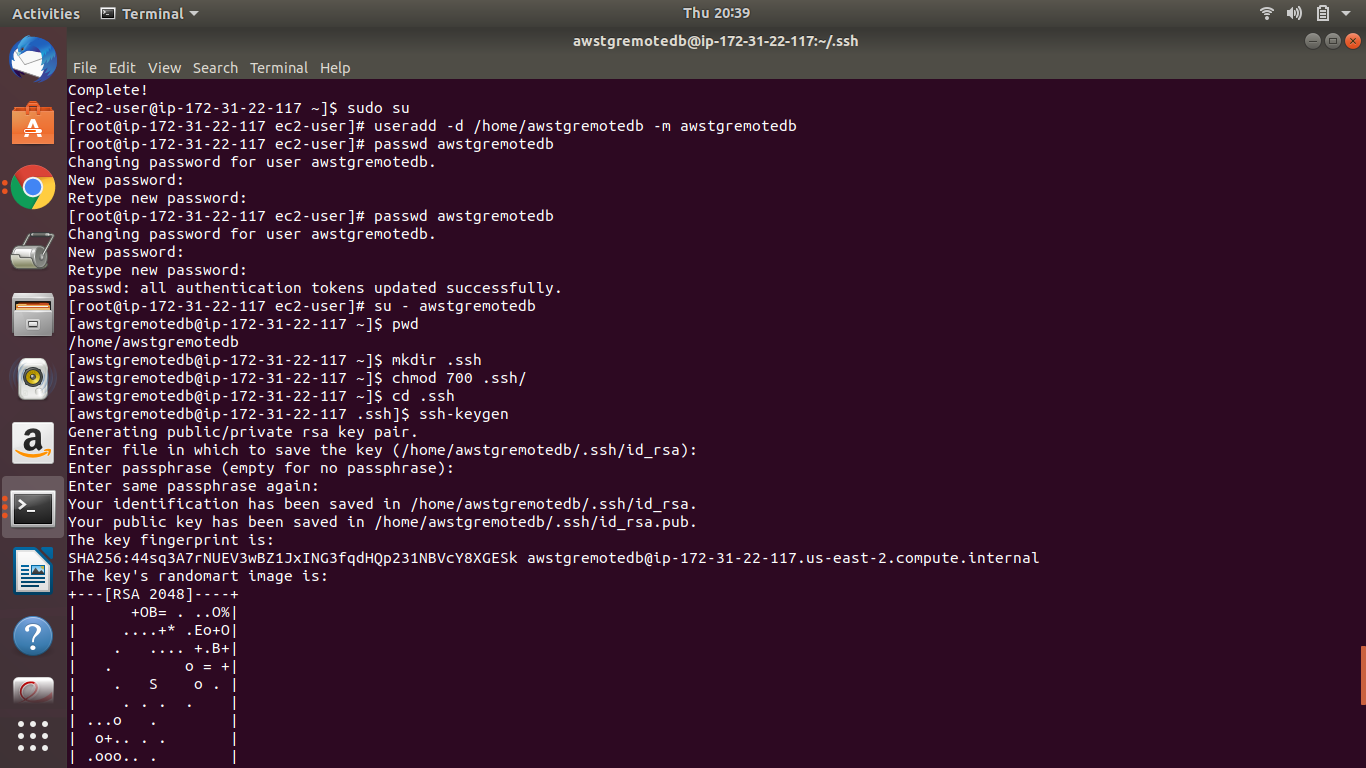 Activities Terminal Thu 20:39
awstgremotedb@ip-172-31-22-117:~/.ssh
File Edit View Search Terminal Help
Complete!
[ec2-user@ip-172-31-22-117 ~]$ sudo su
[root@ip-172-31-22-117 ec2-user]# useradd -d /home/awstgremotedb -m awstgremotedb
[root@ip-172-31-22-117 ec2-user]# passwd awstgremotedb
Changing password for user awstgremotedb.
New password:
Retype new password:
[root@ip-172-31-22-117 ec2-user]# passwd awstgremotedb
Changing password for user awstgremotedb.
New password:
Retype new password:
passwd: all authentication tokens updated successfully.
[root@ip-172-31-22-117 ec2-user]# su - awstgremotedb
[awstgremotedb@ip-172-31-22-117 ~]$ pwd
/home/awstgremotedb
[awstgremotedb@ip-172-31-22-117 ~]$ mkdir .ssh
[awstgremotedb@ip-172-31-22-117 ~]$ chmod 700 .ssh/
[awstgremotedb@ip-172-31-22-117 ~]$ cd .ssh
[awstgremotedb@ip-172-31-22-117 .ssh]$ ssh-keygen
Generating public/private rsa key pair.
Enter file in which to save the key (/home/awstgremotedb/.ssh/id_rsa):
Enter passphrase (empty for no passphrase):
Enter same passphrase again:
Your identification has been saved in /home/awstgremotedb/.ssh/id_rsa.
Your public key has been saved in /home/awstgremotedb/.ssh/id_rsa.pub.
The key fingerprint is:
SHA256:44sq3A7rNUEV3wBZ1JxING3fqdHQp231NBVcY8XGESk awstgremotedb@ip-172-31-22-117.us-east-2.compute.internal
The key's randomart image is:
+---[RSA 2048]----+
|      +OB= . ..O%|
|     ....+* .Eo+O|
|    .   .... +.B+|
|   .        o = +|
|    .   S    o . |
|     . . .  .    |
| ...o   .        |
|  o+.. . .       |
| .ooo.. .        |